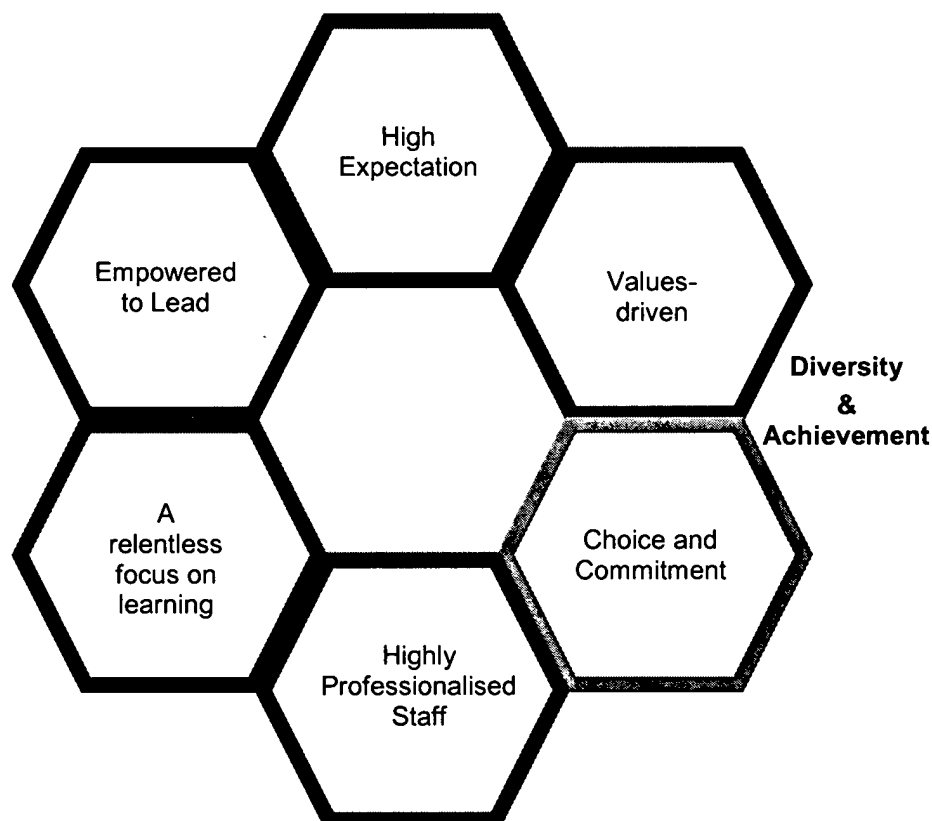 High
Expectation
Empowered
to Lead
Values-
driven
Diversity
&
Achievement
A
relentless
focus on
learning
Choice and
Commitment
Highly
Professionalised
Staff